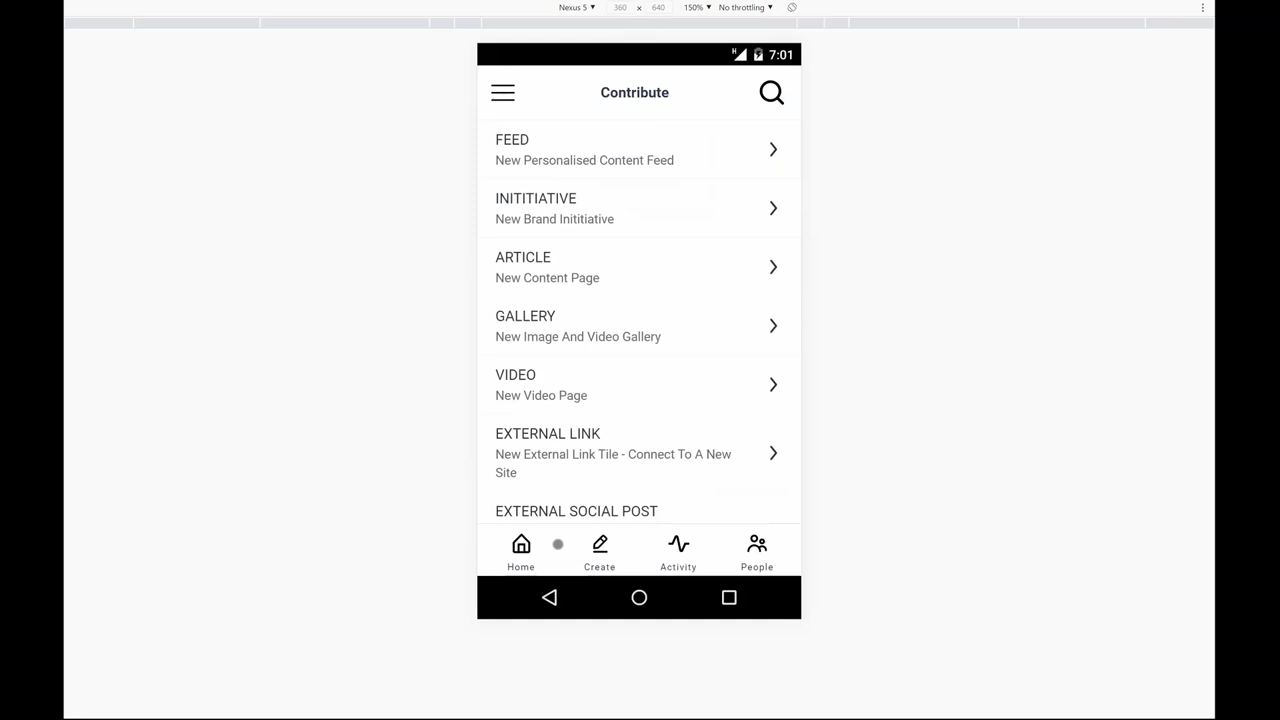 Nexus 5 ▼ 360 x 640 150% ▼ No throttling ▼
H 7:01
Contribute
FEED
New Personalised Content Feed
INITITIATIVE
New Brand Inititiative
ARTICLE
New Content Page
GALLERY
New Image And Video Gallery
VIDEO
New Video Page
EXTERNAL LINK
New External Link Tile - Connect To A New
Site
EXTERNAL SOCIAL POST
Home Create Activity People